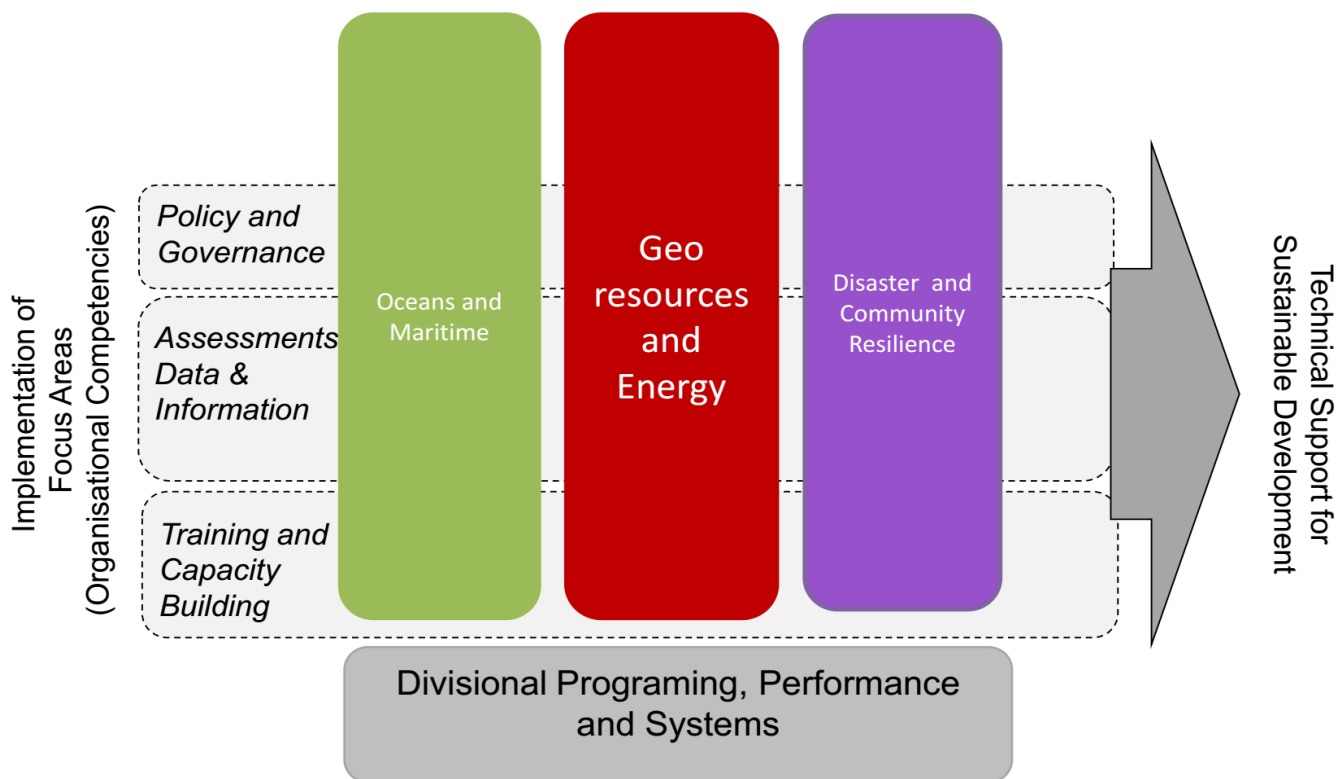 Implementation of
Focus Areas
(Organisational Competencies)
Policy and
Governance
Assessments
Data &
Information
Training and
Capacity
Building
Oceans and
Maritime
Geo
resources
and
Energy
Disaster and
Community
Resilience
Technical Support for
Sustainable Development
Divisional Programing, Performance
and Systems